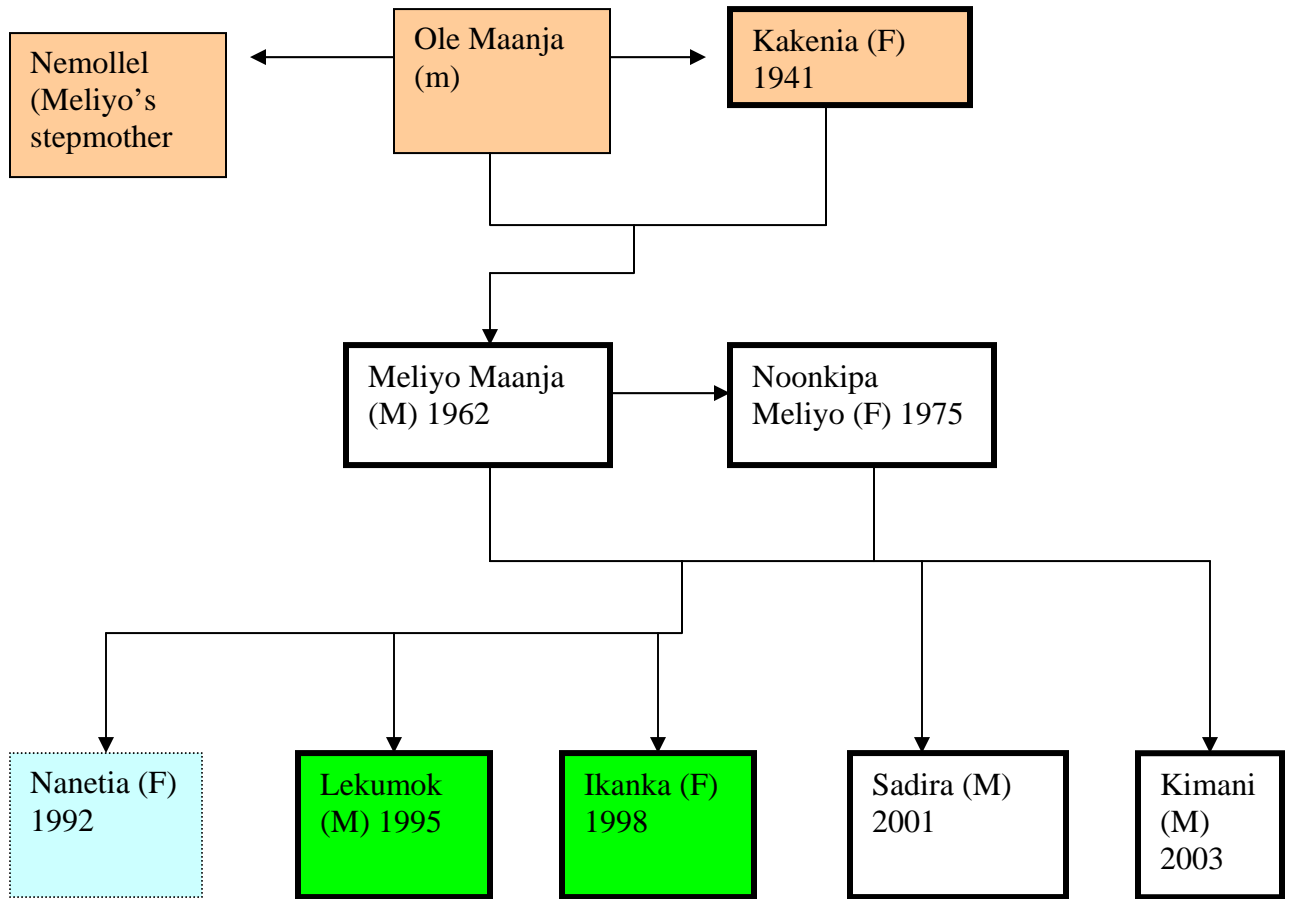 Nemollel
(Meliyo’s
stepmother
Ole Maanja
(m)
Kakenia (F)
1941
Meliyo Maanja
(M) 1962
Noonkipa
Meliyo (F) 1975
Nanetia (F)
1992
Lekumok
(M) 1995
Ikanka (F)
1998
Sadira (M)
2001
Kimani
(M)
2003